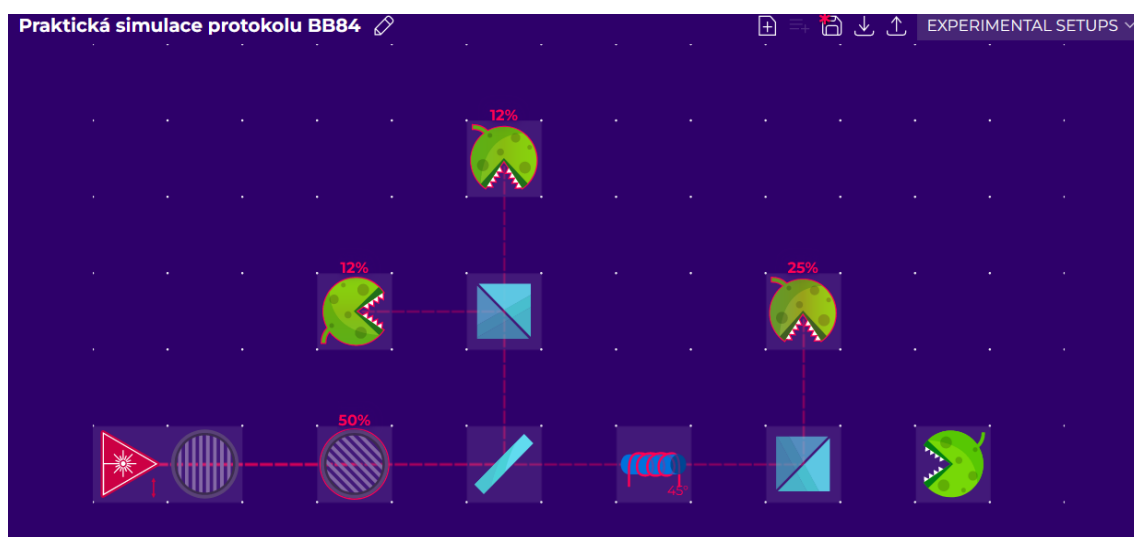 Praktická simulace protokolu BB84
EXPERIMENTAL SETUPS
12%
12%
25%
50%
45°